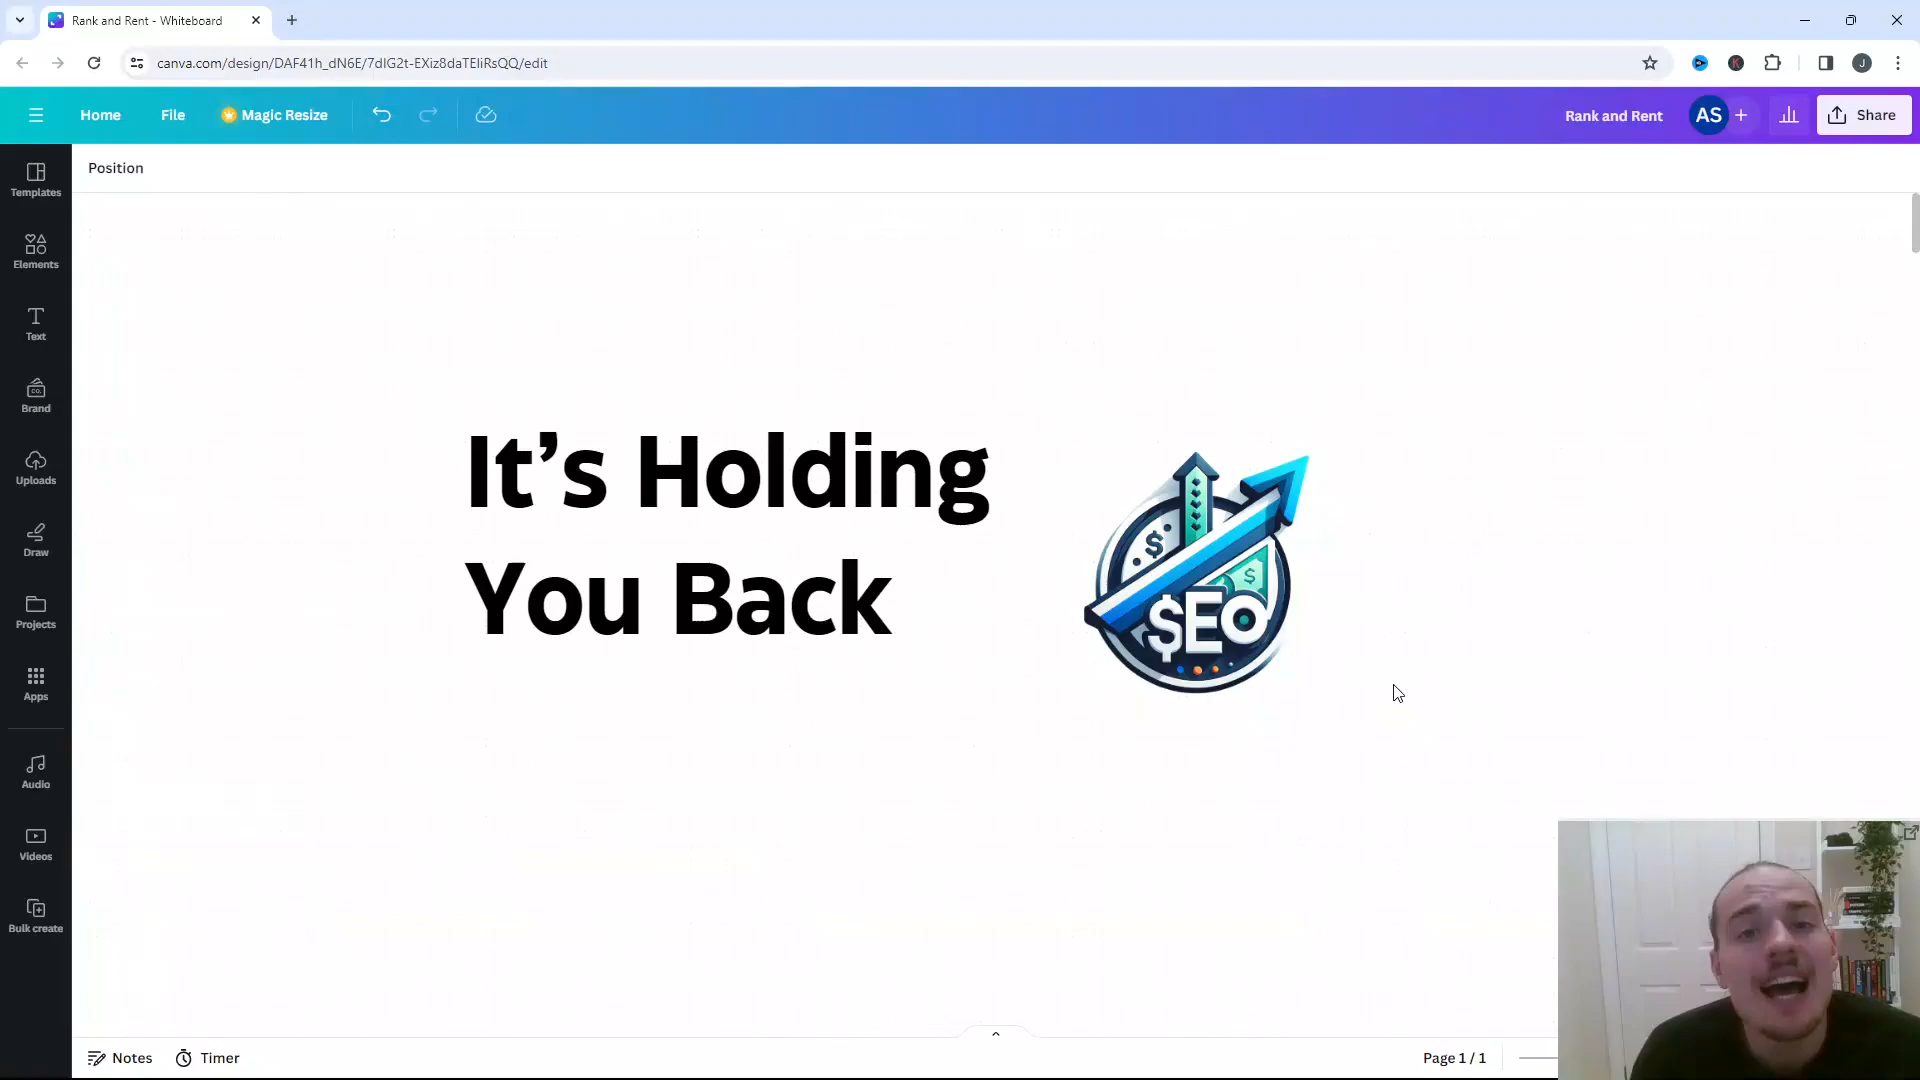 Rank and Rent - Whiteboard
canva.com/design/DAF41h_dN6E/7dlG2t-EXiz8daTEliRsQQ/edit
J
Home File Magic Resize
Rank and Rent AS + Share
Position
Templates
Elements
Text
Brand
Uploads
Draw
Projects
Apps
Audio
Videos
Bulk create
It’s Holding
You Back
$ $
$EO
Notes Timer
Page 1 / 1